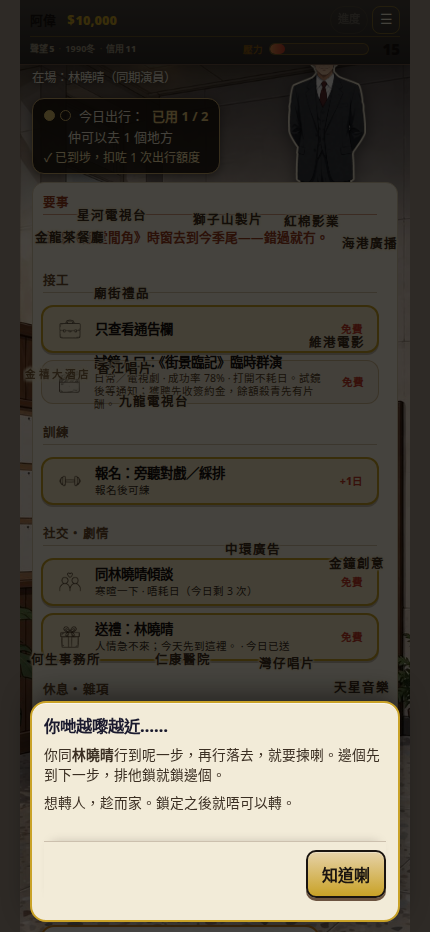 阿偉 $10,000 ☰
聲望 5 · 1990冬 信用 11 精力 15
在場：林曉晴（同期演員）
今日出行： 已用 1 / 2
仲可以去 1 個地方
✓已到埗，扣咗 1 次出行額度
要事
星河電視台
獅子山製片
紅棉影業
金龍茶餐廳
間角》時窗去到今季尾——錯過就冇。
海港廣播
接工
廟街禮品
只查看通告欄
免費
維港電影
試鏡入口：《街景臨記》臨時群演
香江唱片
金禧大酒店
日常／電視劇 · 成功率 78% · 打開不耗日。試鏡
後等通知；獲聘先收簽約金，餘額殺青先有片
酬。
免費
九龍電視台
訓練
報名：旁聽對戲／綵排
報名後可練
+1日
社交・劇情
中環廣告
金鐘創意
同林曉晴傾談
寒暄一下 · 唔耗日（今日剩 3 次）
免費
送禮：林曉晴
人情急不來；今天先到這裡。 · 今日已送
免費
何生事務所
仁康醫院
灣仔唱片
休息・雜項
天星音樂
你哋越嚟越近……
你同林曉晴行到呢一步，再行落去，就要揀喇。邊個先
到下一步，排他鎖就鎖邊個。
想轉人，趁而家。鎖定之後就唔可以轉。
知道喇